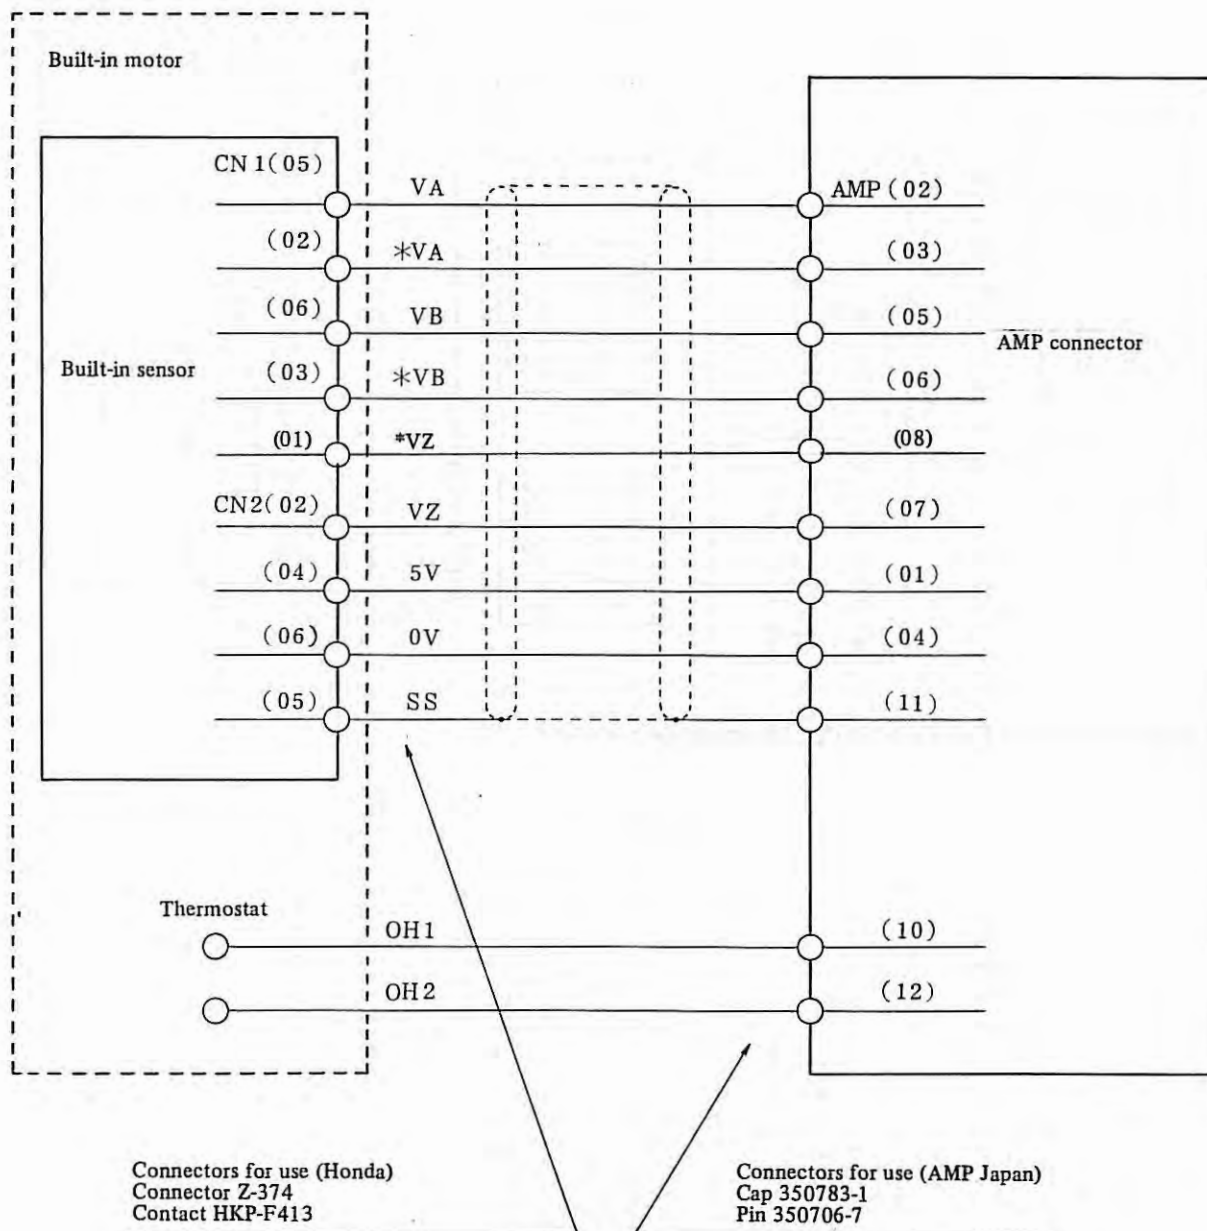 Built-in motor
CN1(05) VA AMP(02)
(02) *VA (03)
(06) VB (05)
AMP connector
Built-in sensor (03) *VB (06)
(01) *VZ (08)
CN2(02) VZ (07)
(04) 5V (01)
(06) 0V (04)
(05) SS (11)
Thermostat
OH1 (10)
OH2 (12)
Connectors for use (Honda)
Connector Z-374
Contact HKP-F413
Connectors for use (AMP Japan)
Cap 350783-1
Pin 350706-7